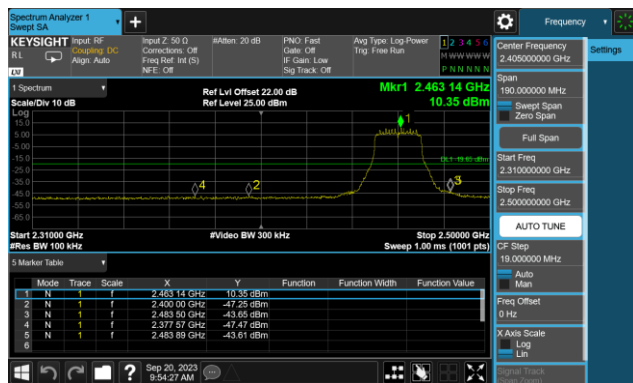 Spectrum Analyzer 1
Swept SA
Frequency
KEYSIGHT
Input: RF
Input Z: 50 Ω
#Atten: 20 dB
PNO: Fast
Avg Type: Log-Power
1 2 3 4 5 6
R L
Coupling: DC
Corrections: Off
Gate: Off
Trig: Free Run
M W W W W W
Align: Auto
Freq Ref: Int (S)
IF Gain: Low
NFE: Off
Sig Track: Off
P N N N N N
LXI
1 Spectrum
Ref Lvl Offset 22.00 dB
Mkr1 2.463 14 GHz
Scale/Div 10 dB
Ref Level 25.00 dBm
10.35 dBm
Log
15.0
5.00
-5.00
-15.0
DL1 -19.65 dBm
-25.0
-35.0
-45.0
-55.0
-65.0
1
4
2
3
Start 2.31000 GHz
#Video BW 300 kHz
Stop 2.50000 GHz
#Res BW 100 kHz
Sweep 1.00 ms (1001 pts)
5 Marker Table
Mode Trace Scale X Y Function Function Width Function Value
1 N 1 f 2.463 14 GHz 10.35 dBm
2 N 1 f 2.400 00 GHz -47.25 dBm
3 N 1 f 2.483 50 GHz -43.65 dBm
4 N 1 f 2.377 57 GHz -47.47 dBm
5 N 1 f 2.483 89 GHz -43.61 dBm
6
Sep 20, 2023
9:54:27 AM
?
Center Frequency
2.405000000 GHz
Settings
Span
190.000000 MHz
Swept Span
Zero Span
Full Span
Start Freq
2.310000000 GHz
Stop Freq
2.500000000 GHz
AUTO TUNE
CF Step
19.000000 MHz
Auto
Man
Freq Offset
0 Hz
X Axis Scale
Log
Lin
Signal Track
(Span Zoom)